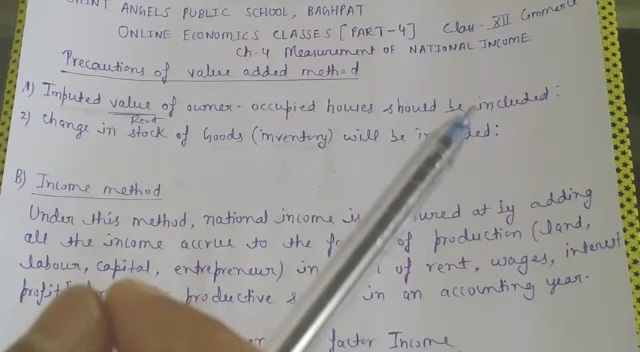 ANGELS PUBLIC SCHOOL, BAGHPAT
ONLINE ECONOMICS CLASSES [PART-4] Class-XII Commerce
Ch-4 Measurement OF NATIONAL INCOME
Precautions of value added method
1) Imputed value of owner-occupied houses should be included:
Rent
2) Change in stock of Goods (inventory) will be
B) Income method
Under this method, national income is at by adding
all the income accrue to the of production (land,
labour, capital, entrepreneur) in of rent, wages, interest
profit productive in an accounting year.
factor Income